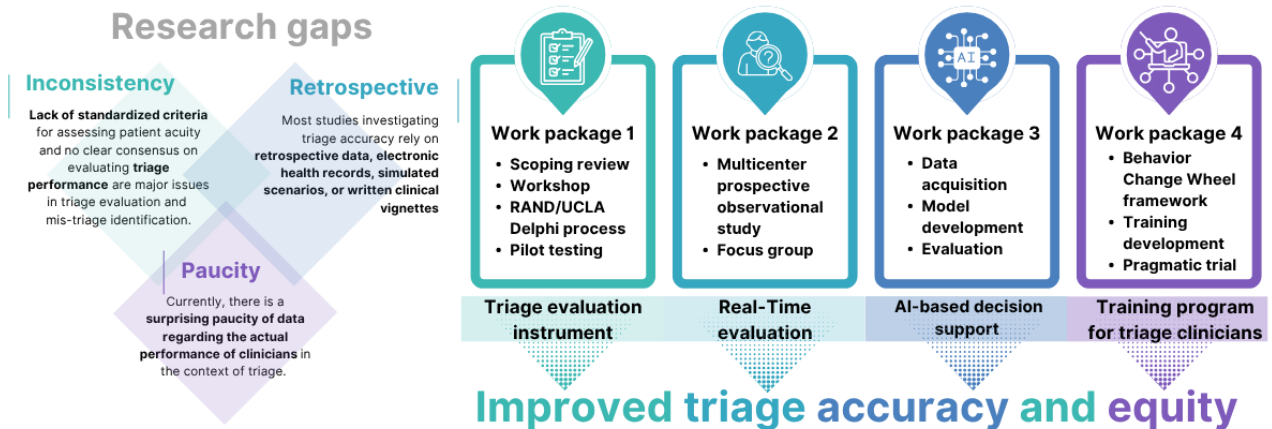 Research gaps
Inconsistency
Lack of standardized criteria
for assessing patient acuity
and no clear consensus on
evaluating triage
performance are major issues
in triage evaluation and
mis-triage identification.
Retrospective
Most studies investigating
triage accuracy rely on
retrospective data, electronic
health records, simulated
scenarios, or written clinical
vignettes
Paucity
Currently, there is a
surprising paucity of data
regarding the actual
performance of clinicians in
the context of triage.
Work package 1
• Scoping review
• Workshop
• RAND/UCLA
Delphi process
• Pilot testing
Triage evaluation
instrument
?
Work package 2
• Multicenter
prospective
observational
study
• Focus group
Real-Time
evaluation
AI
Work package 3
• Data
acquisition
• Model
development
• Evaluation
AI-based decision
support
Work package 4
• Behavior
Change Wheel
framework
• Training
development
• Pragmatic trial
Training program
for triage clinicians
Improved triage accuracy and equity